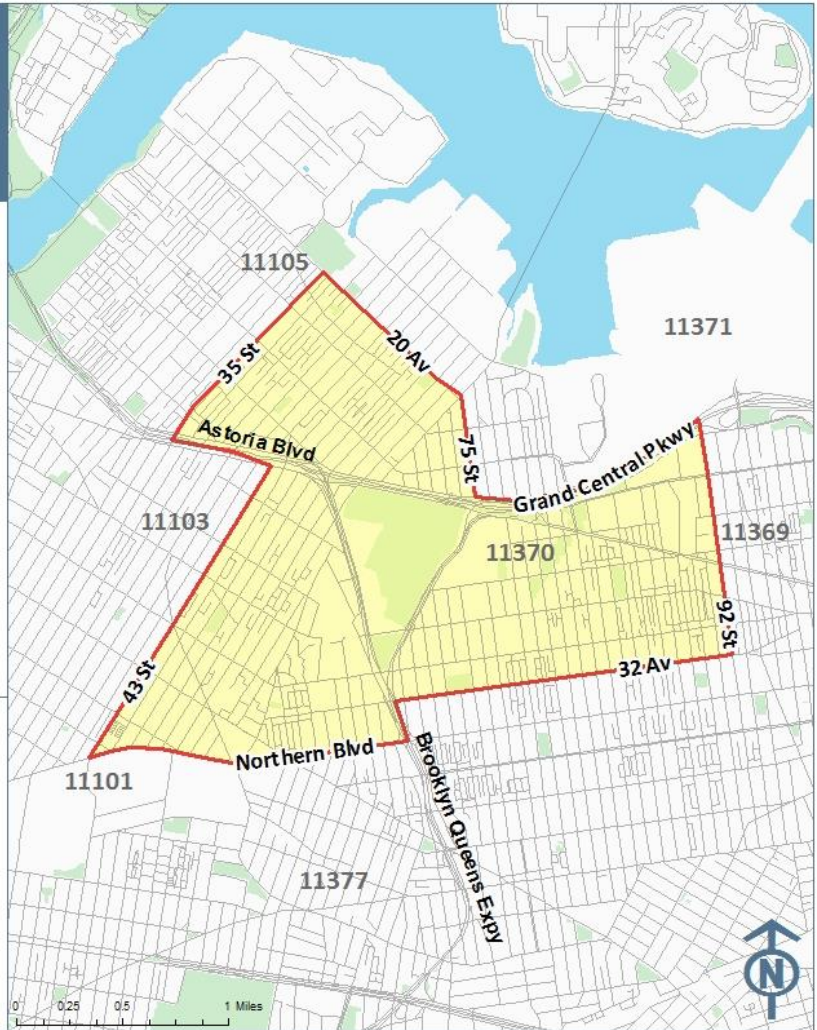 11105
20 Av
11371
35 St
Astoria Blvd
75 St
Grand Central Pkwy
11103
11370
11369
92 St
32 Av
43 St
Northern Blvd
Brooklyn Queens Expy
11101
11377
N
0 0.25 0.5 1 Miles